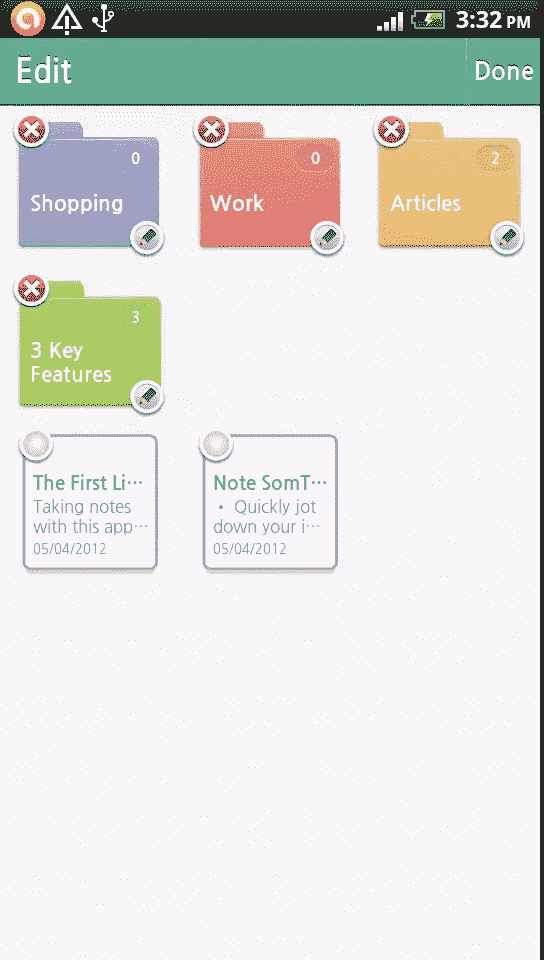 3:32 PM
Edit
Done
0
0
2
Shopping
Work
Articles
3
3 Key
Features
The First Li…
Note SomT…
Taking notes
with this app…
• Quickly jot
down your i…
05/04/2012
05/04/2012